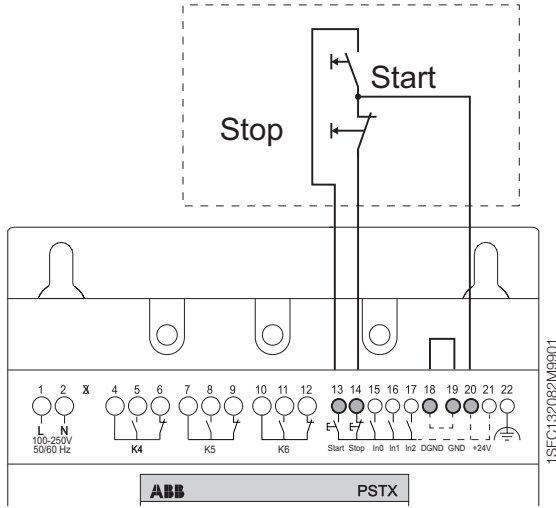 Start
Stop
1 2 X 4 5 6 7 8 9 10 11 12 13 14 15 16 17 18 19 20 21 22
L N
100-250V
50/60 Hz
K4 K5 K6
Start Stop In0 In1 In2 DGND GND +24V
ABB PSTX
1SFC132082M9901